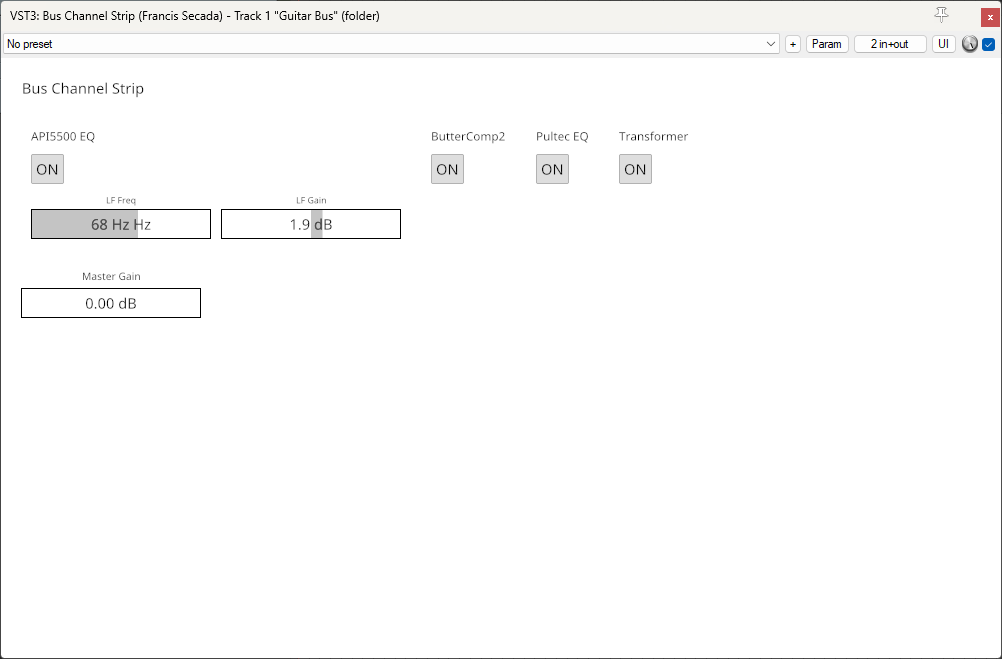 VST3: Bus Channel Strip (Francis Secada) - Track 1 "Guitar Bus" (folder)
x
No preset
+
Param
2 in+out
UI
Bus Channel Strip
API5500 EQ
ButterComp2
Pultec EQ
Transformer
ON
ON
ON
ON
LF Freq
LF Gain
68 Hz Hz
1.9 dB
Master Gain
0.00 dB